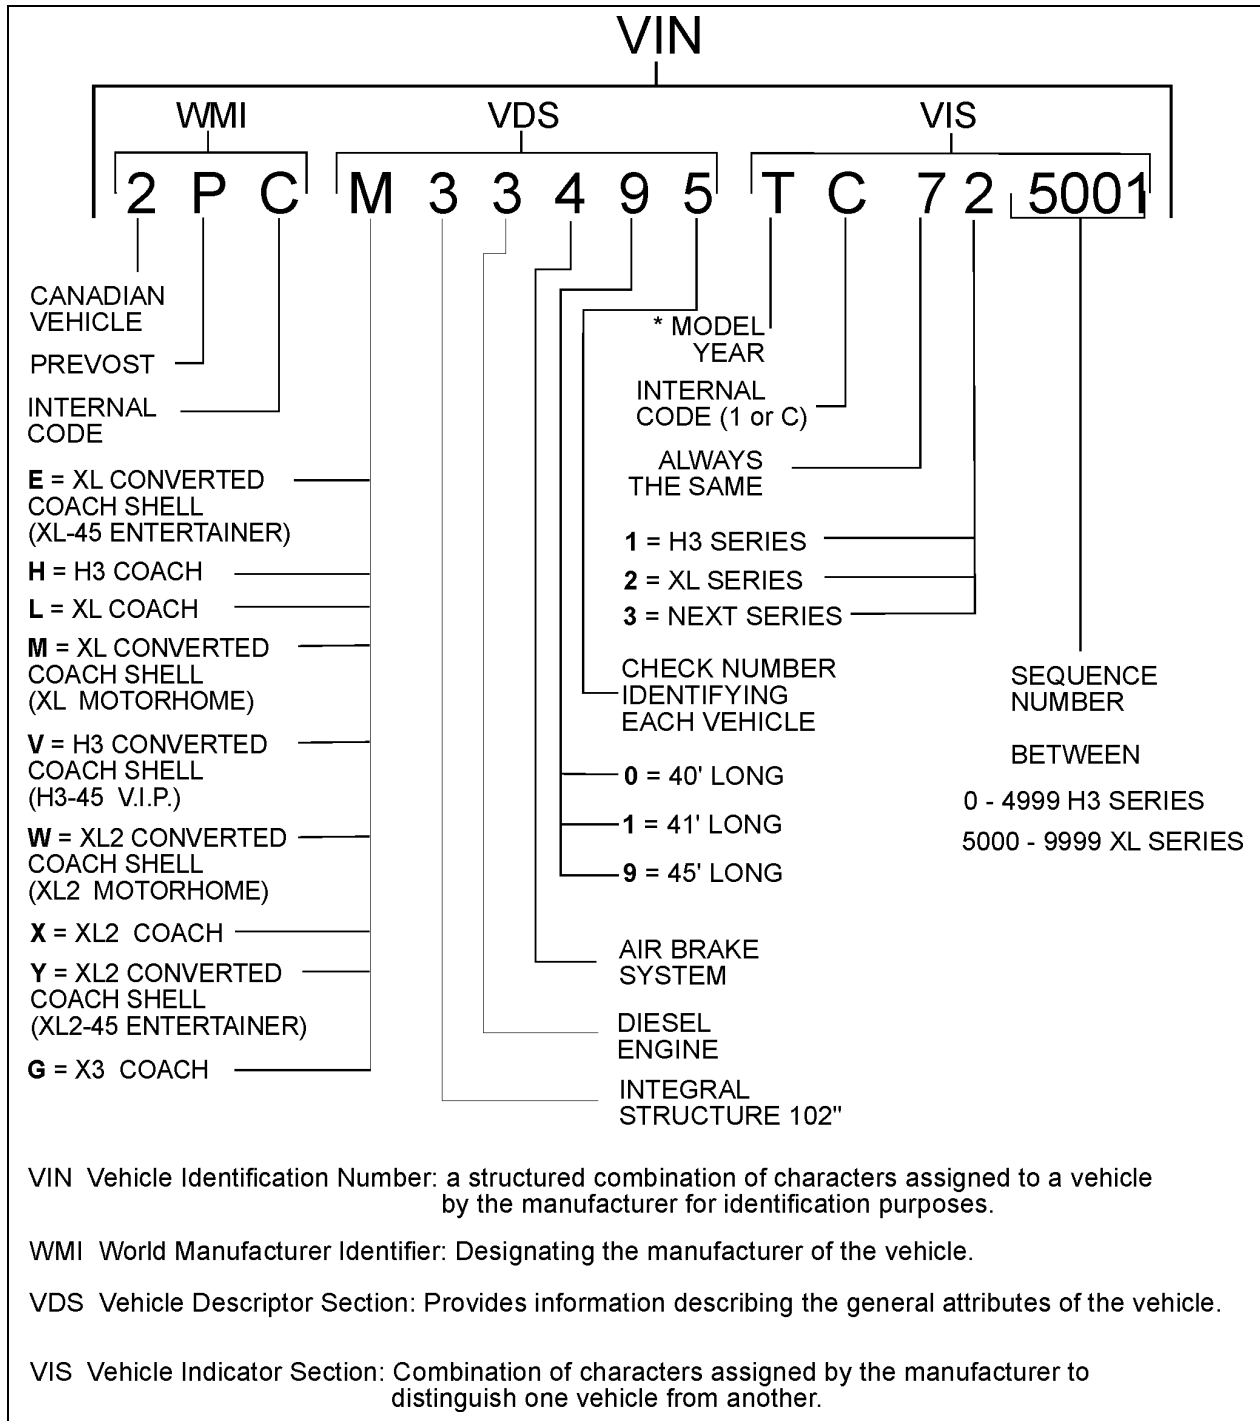 VIN
WMI VDS VIS
2 P C M 3 3 4 9 5 T C 7 2 5001
CANADIAN
VEHICLE
PREVOST
INTERNAL
CODE
E = XL CONVERTED
COACH SHELL
(XL-45 ENTERTAINER)
H = H3 COACH
L = XL COACH
M = XL CONVERTED
COACH SHELL
(XL MOTORHOME)
V = H3 CONVERTED
COACH SHELL
(H3-45 V.I.P.)
W = XL2 CONVERTED
COACH SHELL
(XL2 MOTORHOME)
X = XL2 COACH
Y = XL2 CONVERTED
COACH SHELL
(XL2-45 ENTERTAINER)
G = X3 COACH
* MODEL
YEAR
INTERNAL
CODE (1 or C)
ALWAYS
THE SAME
1 = H3 SERIES
2 = XL SERIES
3 = NEXT SERIES
CHECK NUMBER
IDENTIFYING
EACH VEHICLE
0 = 40' LONG
1 = 41' LONG
9 = 45' LONG
AIR BRAKE
SYSTEM
DIESEL
ENGINE
INTEGRAL
STRUCTURE 102"
SEQUENCE
NUMBER
BETWEEN
0 - 4999 H3 SERIES
5000 - 9999 XL SERIES
VIN Vehicle Identification Number: a structured combination of characters assigned to a vehicle
by the manufacturer for identification purposes.
WMI World Manufacturer Identifier: Designating the manufacturer of the vehicle.
VDS Vehicle Descriptor Section: Provides information describing the general attributes of the vehicle.
VIS Vehicle Indicator Section: Combination of characters assigned by the manufacturer to
distinguish one vehicle from another.